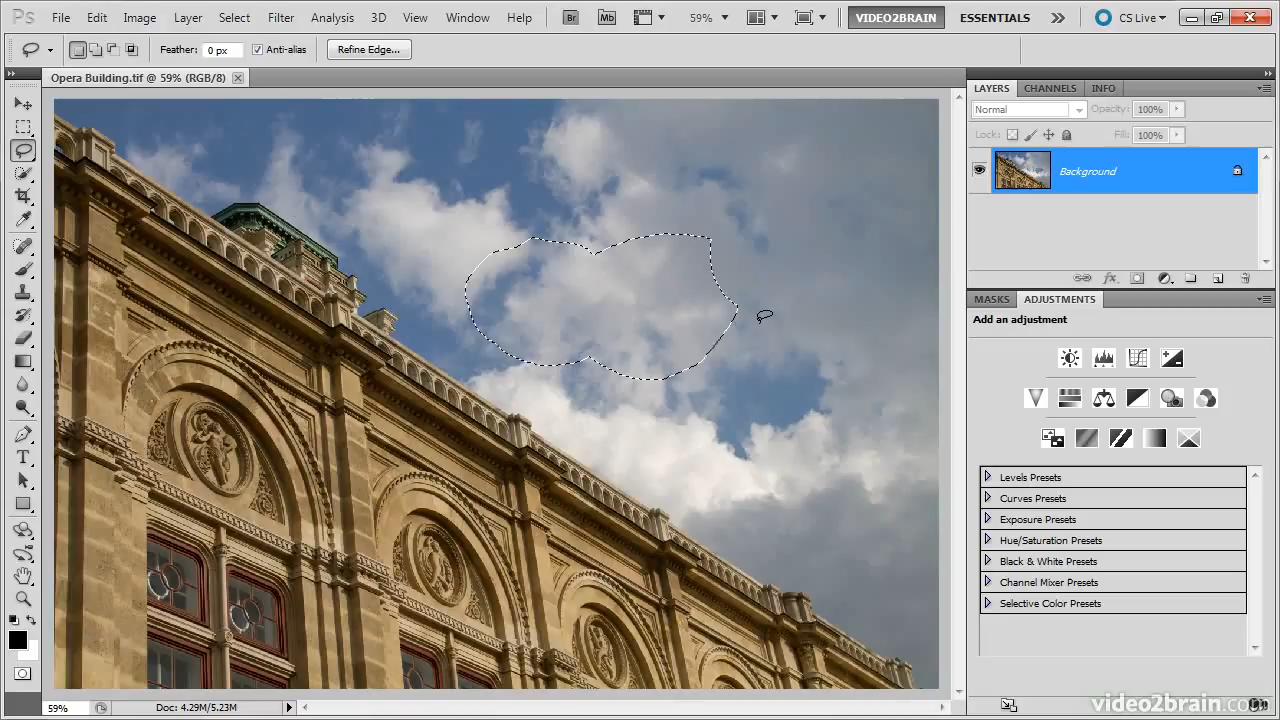 Ps File Edit Image Layer Select Filter Analysis 3D View Window Help Br Mb 59% VIDEO2BRAIN ESSENTIALS CS Live
Feather: 0 px Anti-alias Refine Edge...
Opera Building.tif @ 59% (RGB/8)
LAYERS CHANNELS INFO
Normal Opacity: 100%
Lock: Fill: 100%
Background
MASKS ADJUSTMENTS
Add an adjustment
Levels Presets
Curves Presets
Exposure Presets
Hue/Saturation Presets
Black & White Presets
Channel Mixer Presets
Selective Color Presets
59% Doc: 4.29M/5.23M
video2brain.com